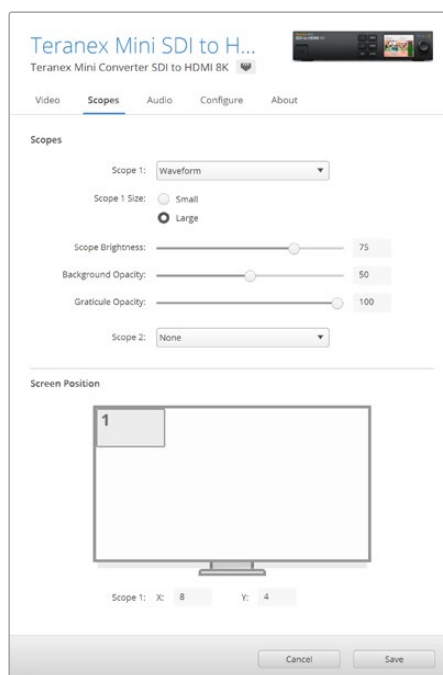 Teranex Mini SDI to H...
Teranex Mini Converter SDI to HDMI 8K
Video Scopes Audio Configure About
Scopes
Scope 1: Waveform
Scope 1 Size: Small
Large
Scope Brightness: 75
Background Opacity: 50
Graticule Opacity: 100
Scope 2: None
Screen Position
1
Scope 1: X: 8 Y: 4
Cancel Save